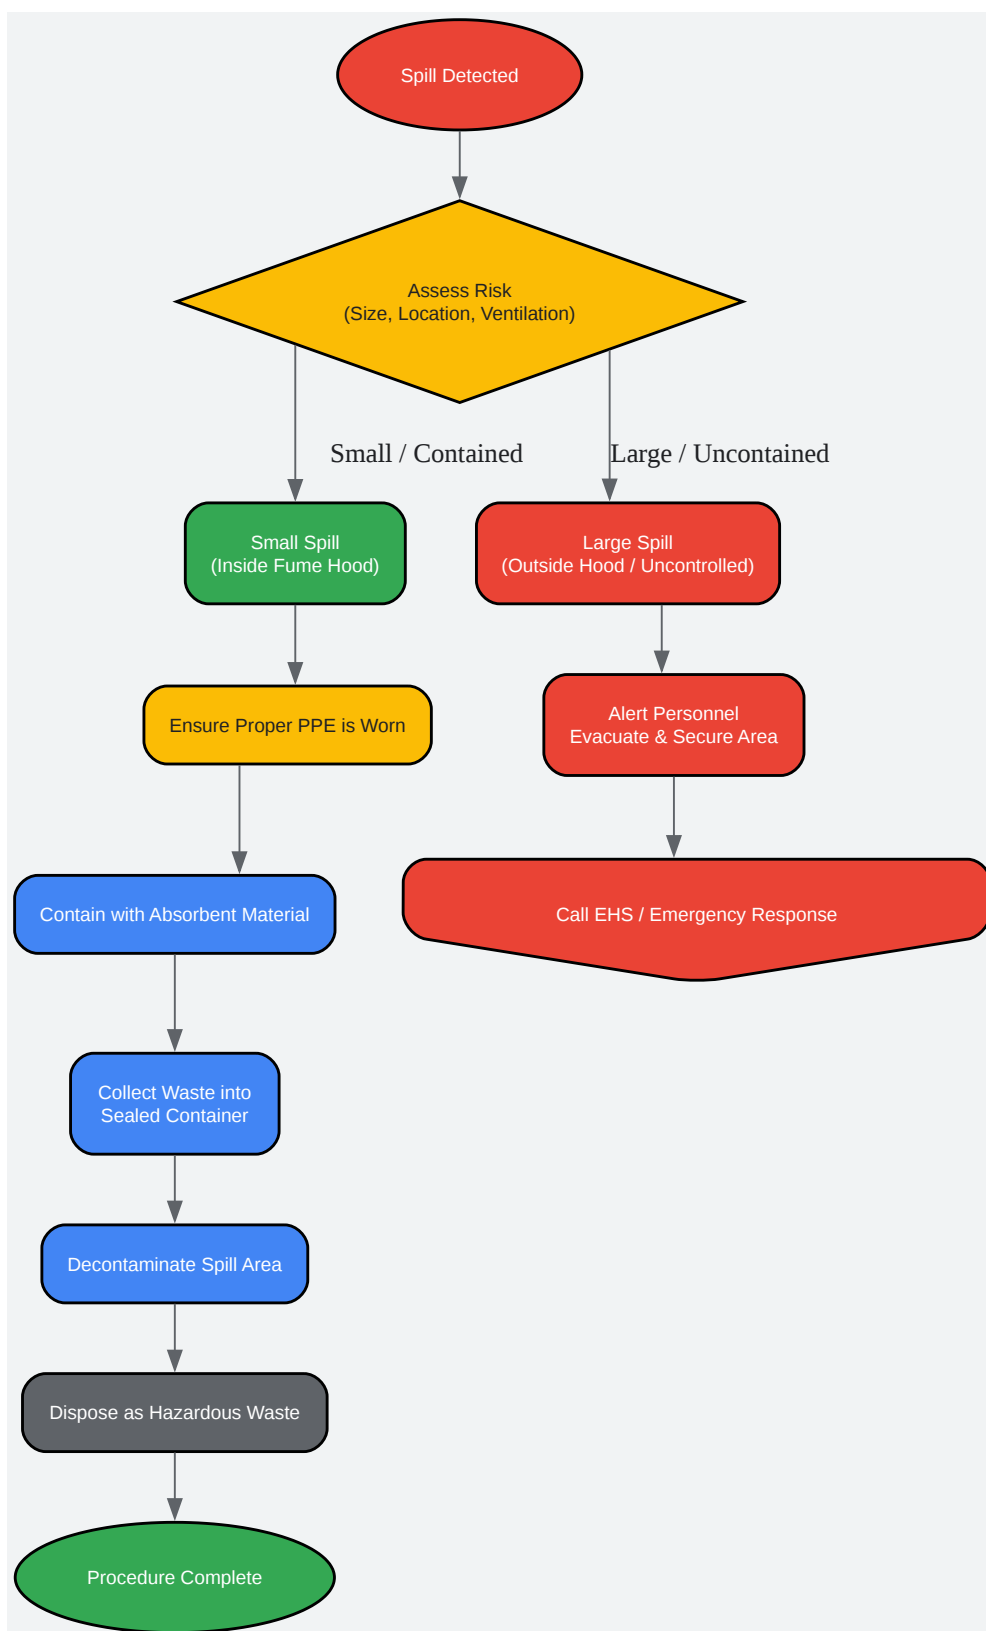 Spill Detected
Assess Risk
(Size, Location, Ventilation)
Small / Contained
Large / Uncontained
Small Spill
(Inside Fume Hood)
Large Spill
(Outside Hood / Uncontrolled)
Ensure Proper PPE is Worn
Alert Personnel
Evacuate & Secure Area
Contain with Absorbent Material
Call EHS / Emergency Response
Collect Waste into
Sealed Container
Decontaminate Spill Area
Dispose as Hazardous Waste
Procedure Complete